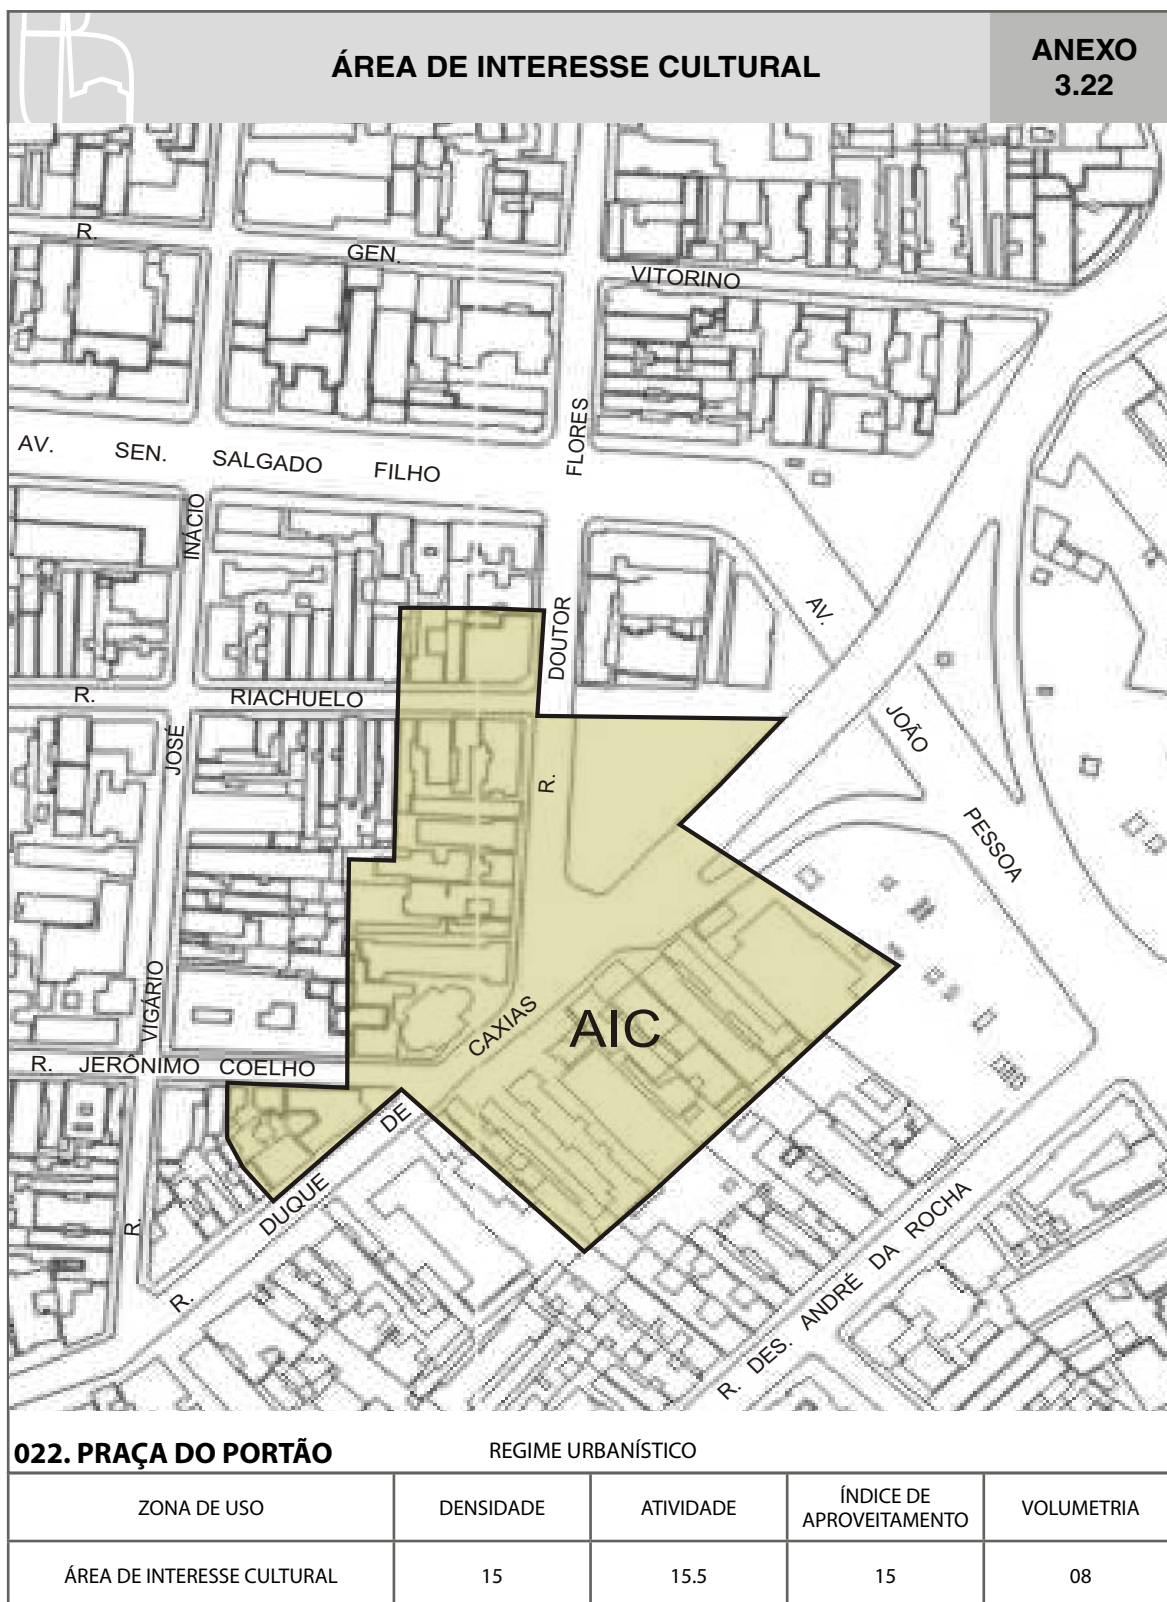 ÁREA DE INTERESSE CULTURAL
ANEXO
3.22
R.
GEN.
VITORINO
FLORES
AV. SEN. SALGADO FILHO
INÁCIO
DOUTOR
AV.
R.
RIACHUELO
JOSÉ
R.
JOÃO
PESSOA
VIGÁRIO
CAXIAS
AIC
R. JERÔNIMO COELHO
DE
DUQUE
R.
R.
R. DES. ANDRÉ DA ROCHA
022. PRAÇA DO PORTÃO
REGIME URBANÍSTICO
ZONA DE USO
DENSIDADE
ATIVIDADE
ÍNDICE DE
APROVEITAMENTO
VOLUMETRIA
ÁREA DE INTERESSE CULTURAL
15
15.5
15
08